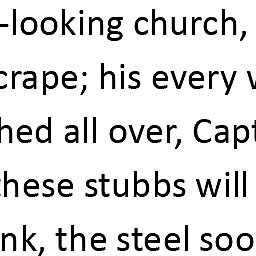 -looking church,
crape; his every
hed all over, Capt
these stubbs will
nk, the steel soo